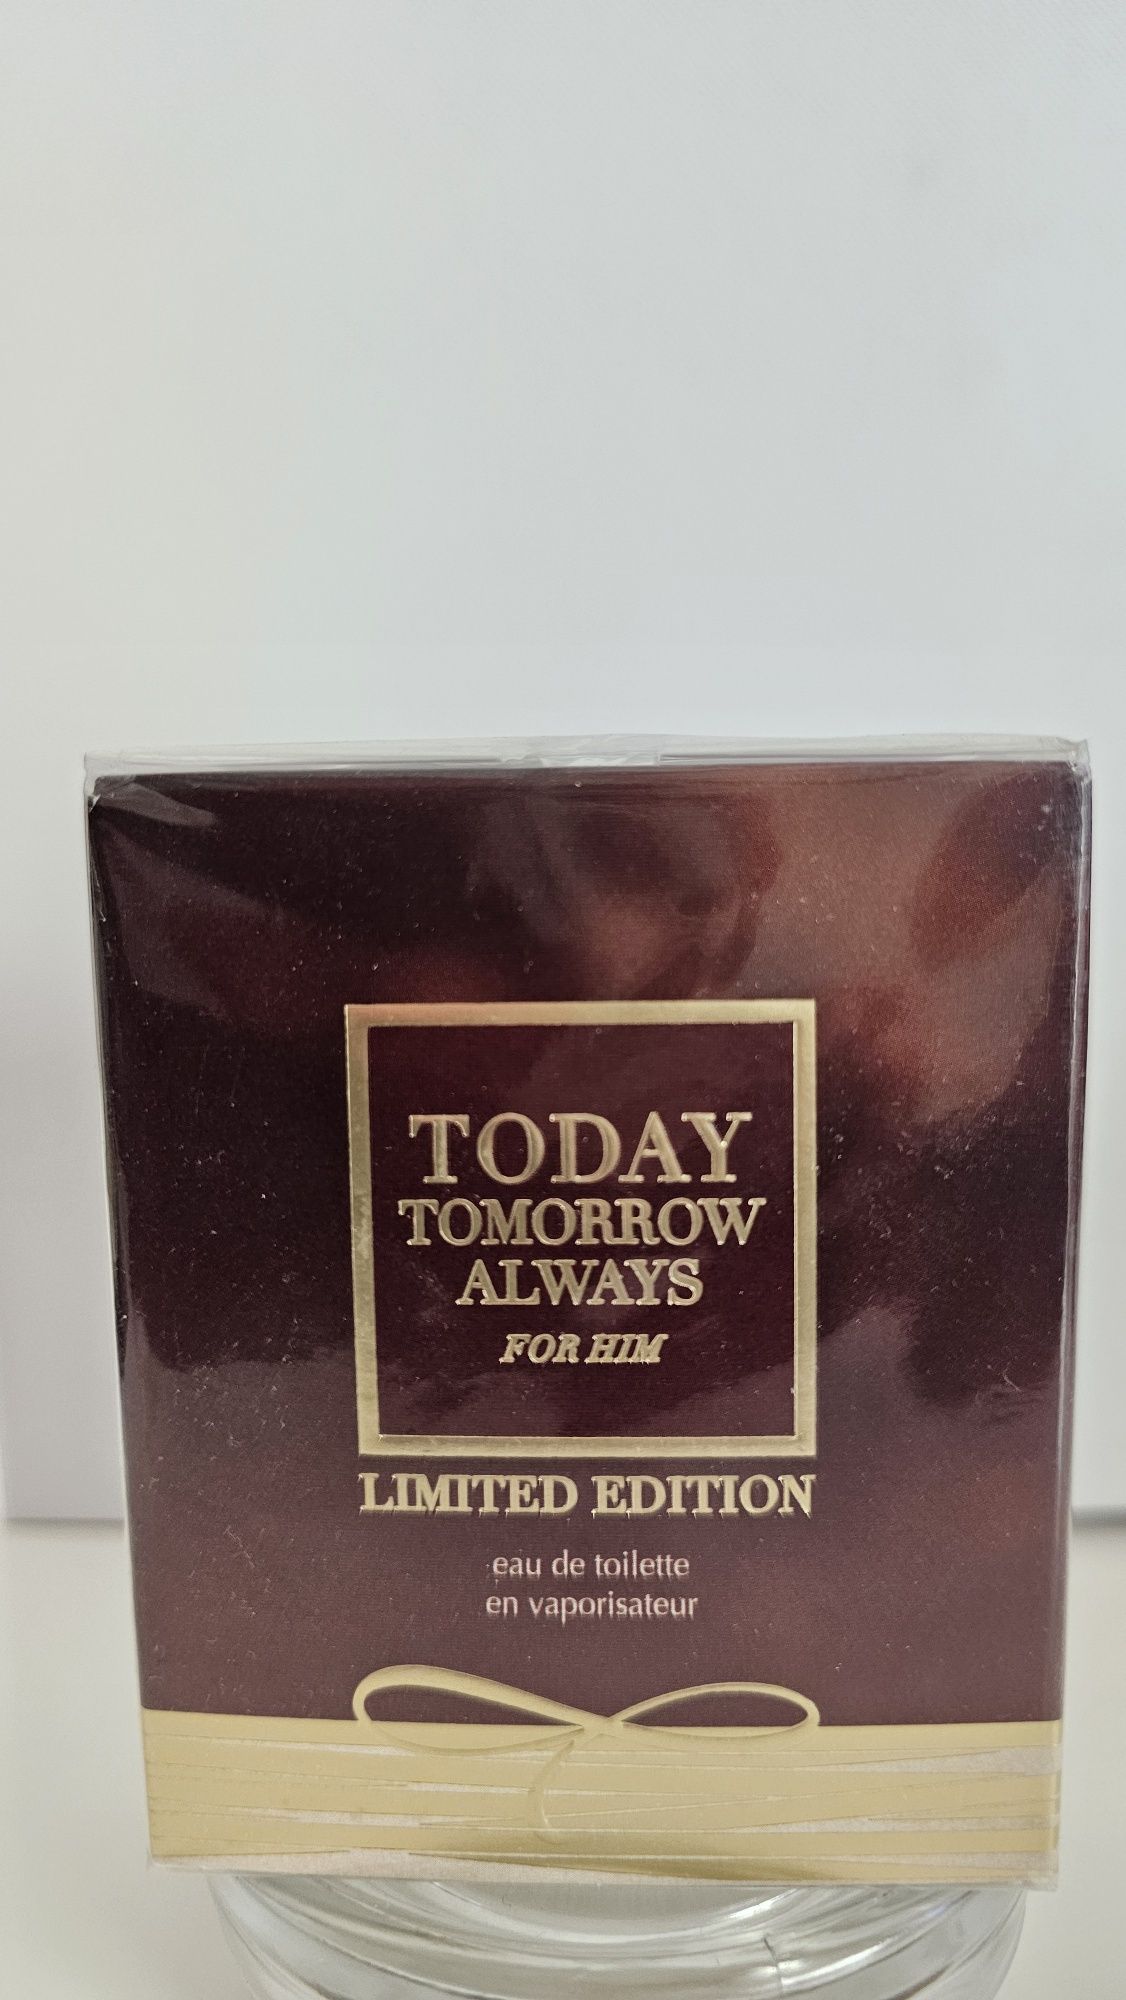 TODAY
TOMORROW
ALWAYS
FOR HIM
LIMITED EDITION
eau de toilette
en vaporisateur